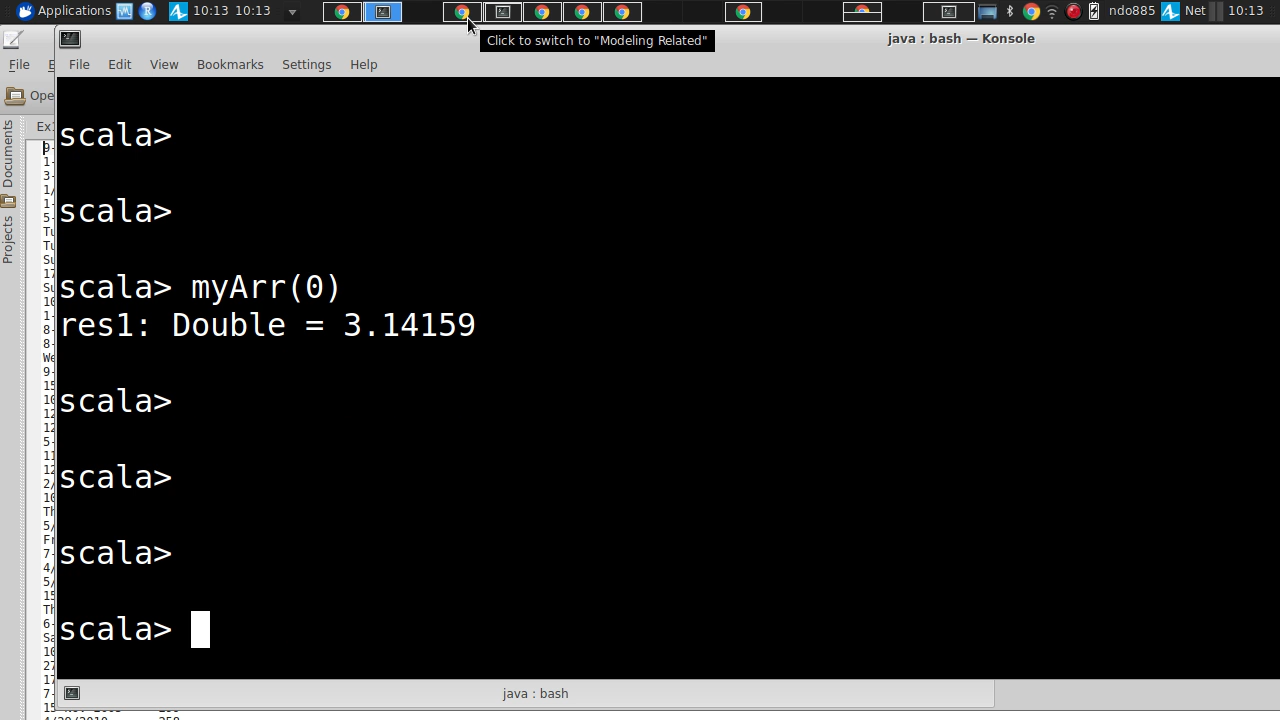 Applications 10:13 10:13 ndo885 Net 10:13
Click to switch to "Modeling Related"
java : bash — Konsole
File
File Edit View Bookmarks Settings Help
Documents
Projects
scala>
scala>
scala> myArr(0)
res1: Double = 3.14159
scala>
scala>
scala>
scala>
java : bash